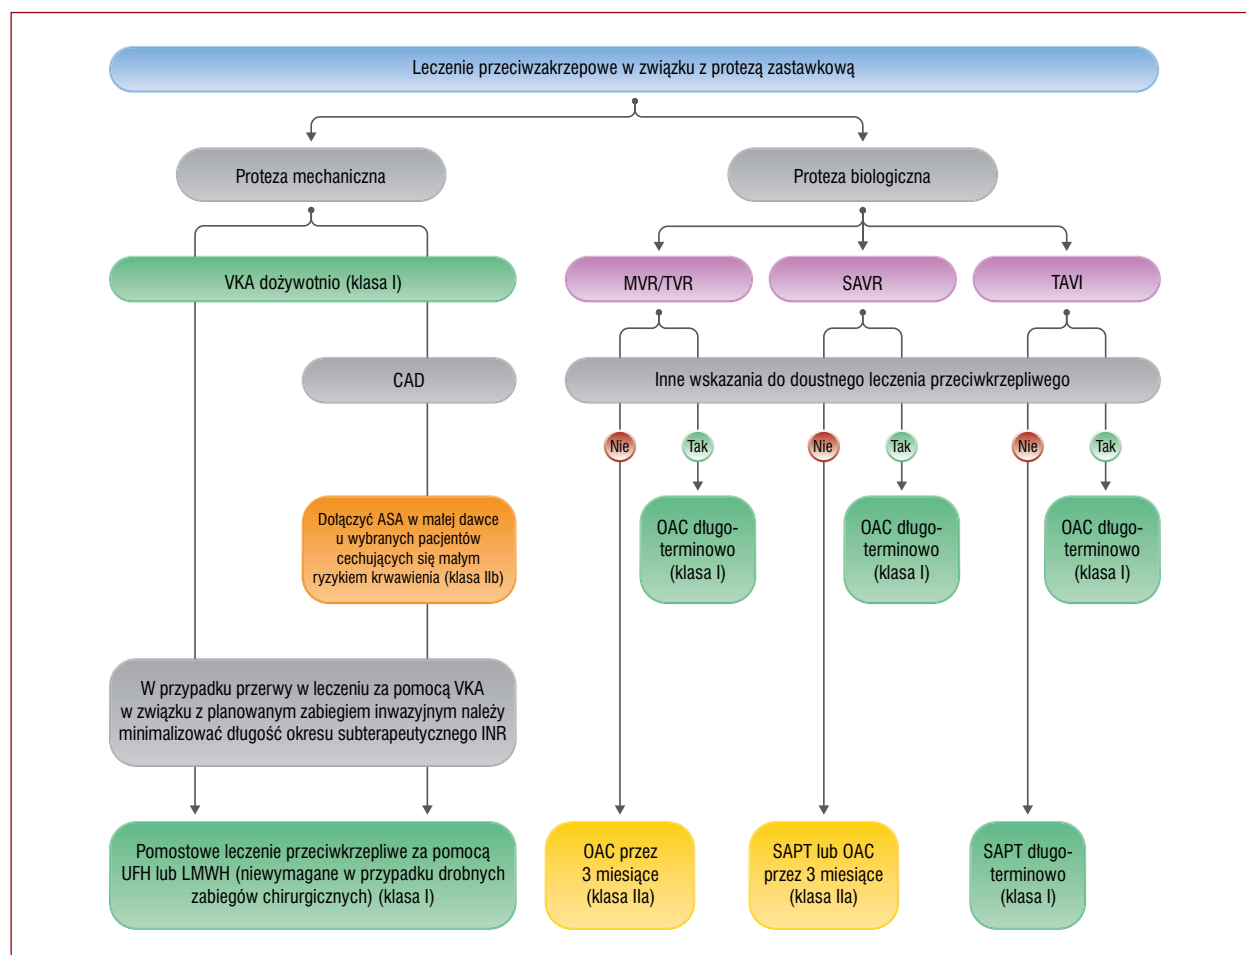 Leczenie przeciwzakrzepowe w związku z protezą zastawkową
Proteza mechaniczna
Proteza biologiczna
VKA dożywotnio (klasa I)
MVR/TVR
SAVR
TAVI
CAD
Inne wskazania do doustnego leczenia przeciwkrzepliwego
Nie
Tak
Nie
Tak
Nie
Tak
Dołączyć ASA w małej dawce
u wybranych pacjentów
cechujących się małym
ryzykiem krwawienia (klasa IIb)
OAC długo-
terminowo
(klasa I)
OAC długo-
terminowo
(klasa I)
OAC długo-
terminowo
(klasa I)
W przypadku przerwy w leczeniu za pomocą VKA
w związku z planowanym zabiegiem inwazyjnym należy
minimalizować długość okresu subterapeutycznego INR
Pomostowe leczenie przeciwkrzepliwe za pomocą
UFH lub LMWH (niewymagane w przypadku drobnych
zabiegów chirurgicznych) (klasa I)
OAC przez
3 miesiące
(klasa IIa)
SAPT lub OAC
przez 3 miesiące
(klasa IIa)
SAPT długo-
terminowo
(klasa I)